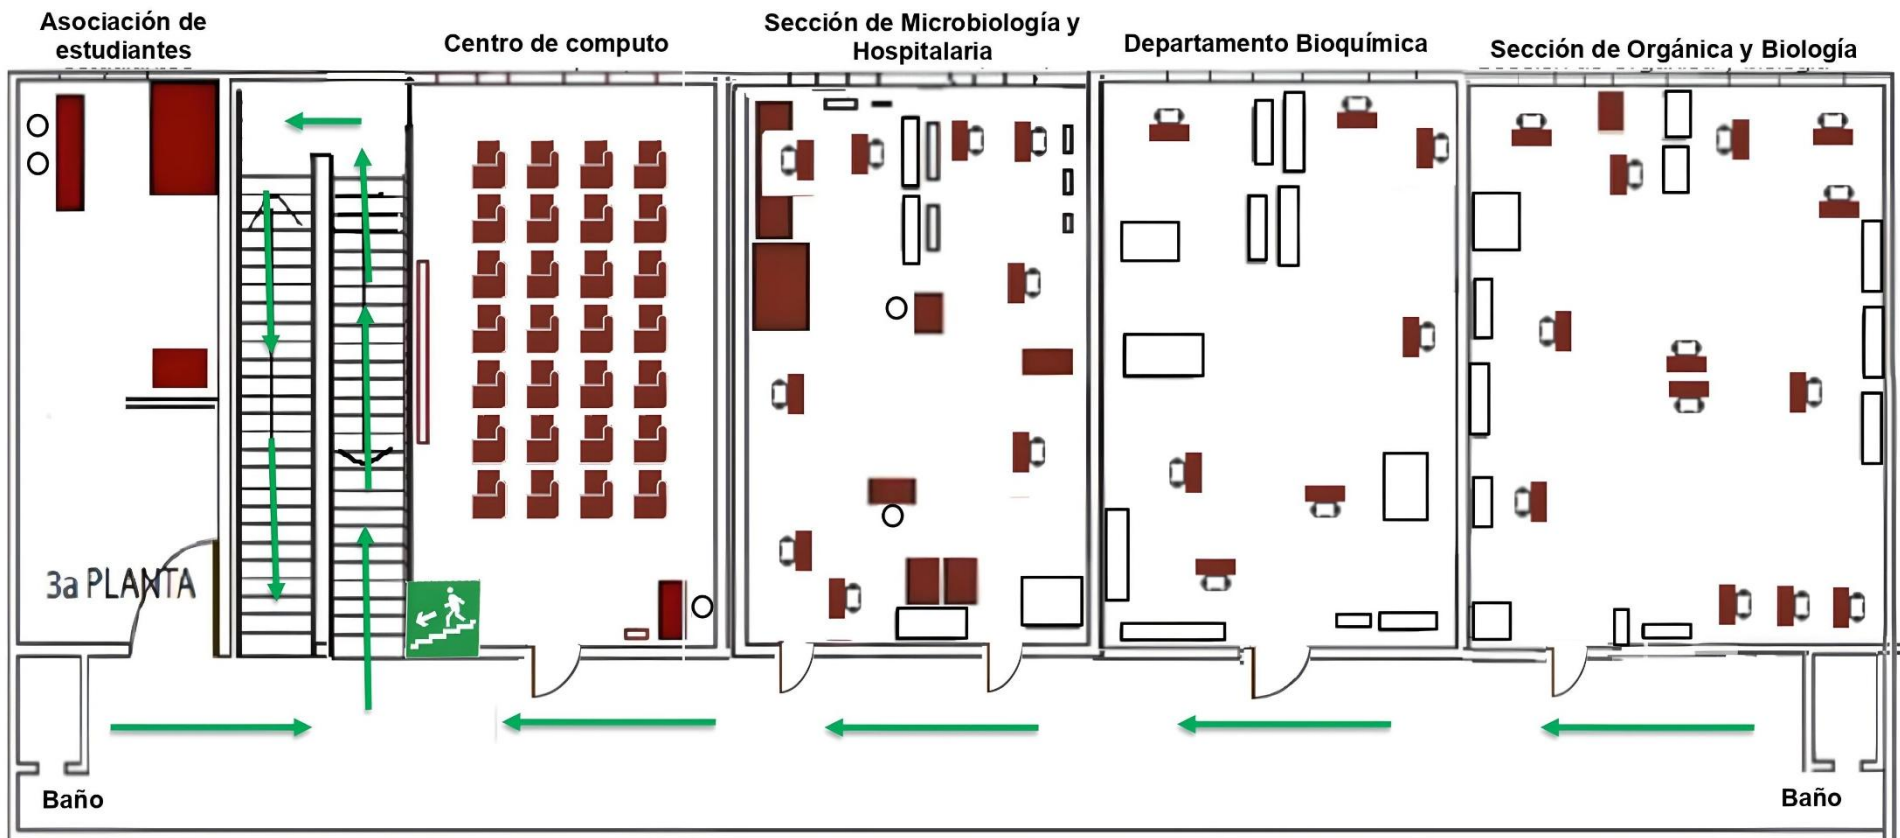 Asociación de
estudiantes
Centro de computo
Sección de Microbiología y
Hospitalaria
Departamento Bioquímica
Sección de Orgánica y Biología
3a PLANTA
Baño
Baño